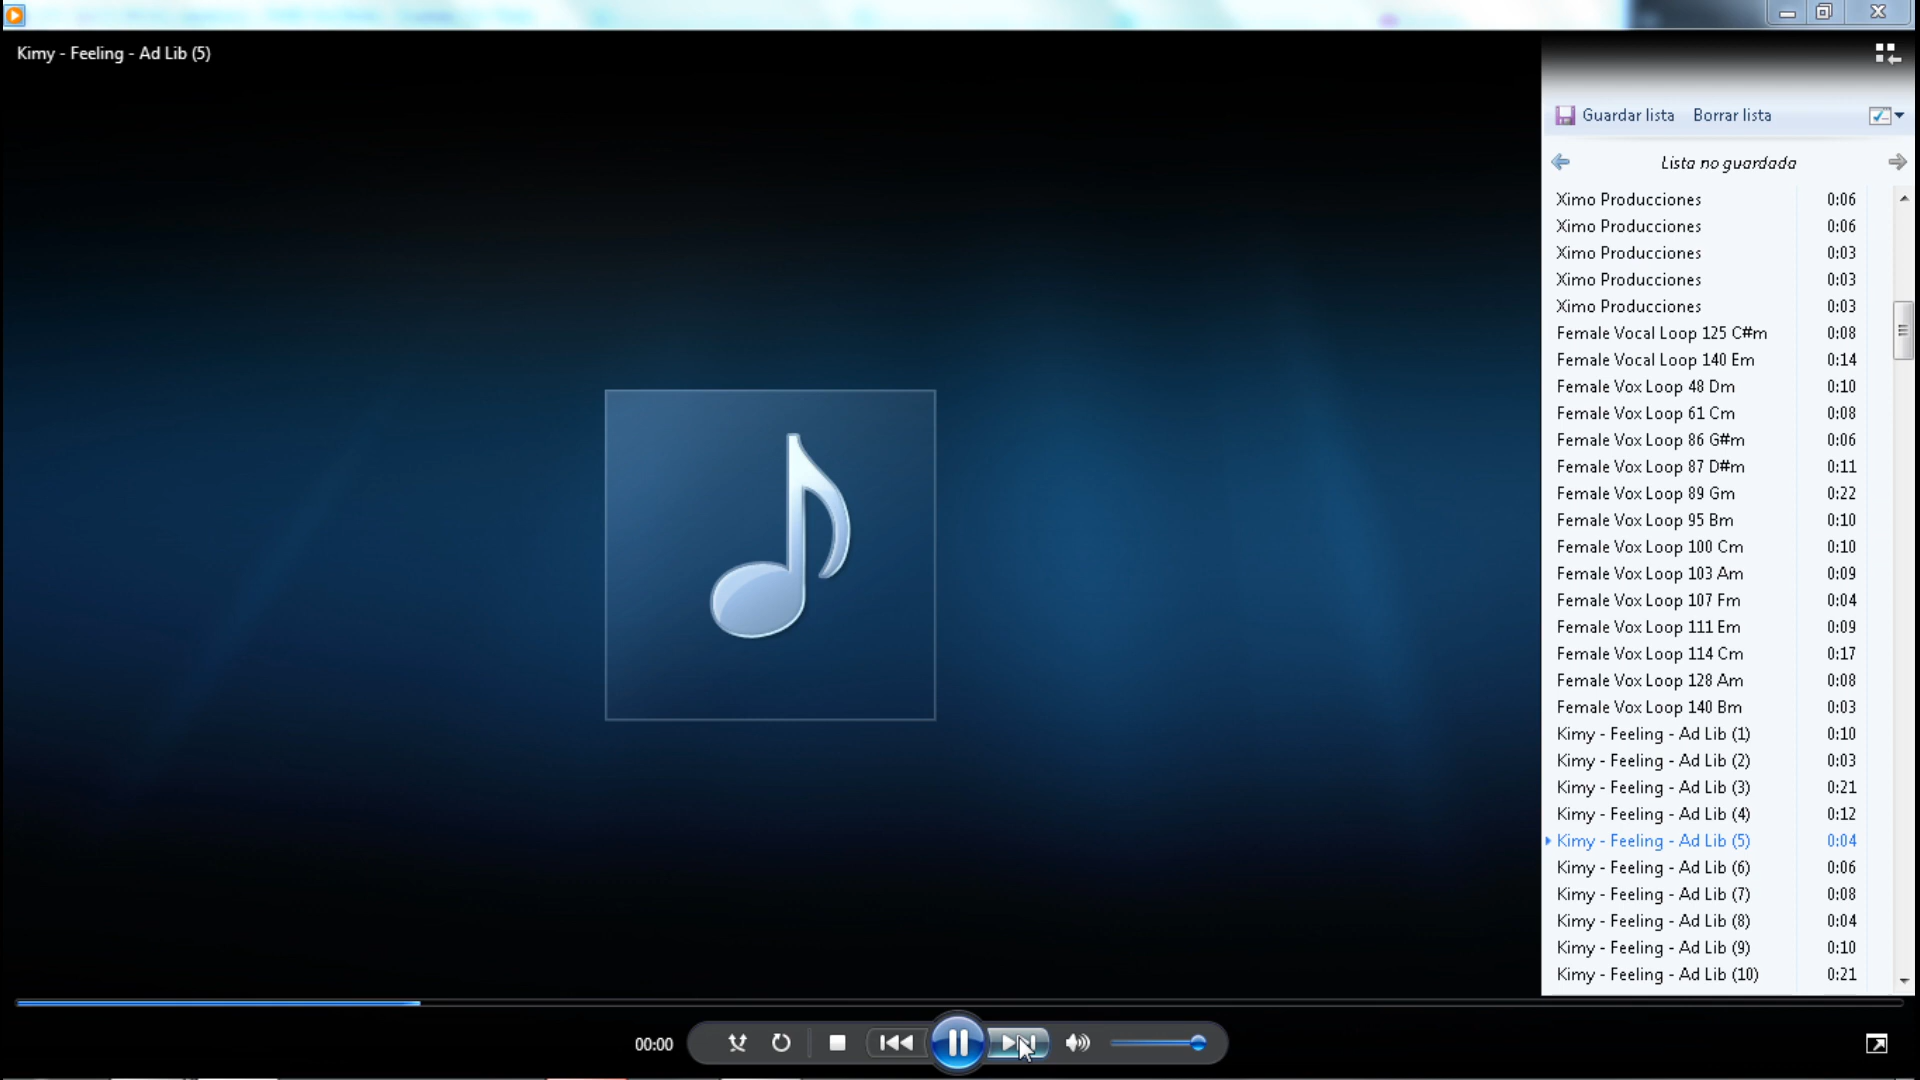 Kimy - Feeling - Ad Lib (5)
Guardar lista Borrar lista
Lista no guardada
Ximo Producciones 0:06
Ximo Producciones 0:06
Ximo Producciones 0:03
Ximo Producciones 0:03
Ximo Producciones 0:03
Female Vocal Loop 125 C#m 0:08
Female Vocal Loop 140 Em 0:14
Female Vox Loop 48 Dm 0:10
Female Vox Loop 61 Cm 0:08
Female Vox Loop 86 G#m 0:06
Female Vox Loop 87 D#m 0:11
Female Vox Loop 89 Gm 0:22
Female Vox Loop 95 Bm 0:10
Female Vox Loop 100 Cm 0:10
Female Vox Loop 103 Am 0:09
Female Vox Loop 107 Fm 0:04
Female Vox Loop 111 Em 0:09
Female Vox Loop 114 Cm 0:17
Female Vox Loop 128 Am 0:08
Female Vox Loop 140 Bm 0:03
Kimy - Feeling - Ad Lib (1) 0:10
Kimy - Feeling - Ad Lib (2) 0:03
Kimy - Feeling - Ad Lib (3) 0:21
Kimy - Feeling - Ad Lib (4) 0:12
Kimy - Feeling - Ad Lib (5) 0:04
Kimy - Feeling - Ad Lib (6) 0:06
Kimy - Feeling - Ad Lib (7) 0:08
Kimy - Feeling - Ad Lib (8) 0:04
Kimy - Feeling - Ad Lib (9) 0:10
Kimy - Feeling - Ad Lib (10) 0:21
00:00